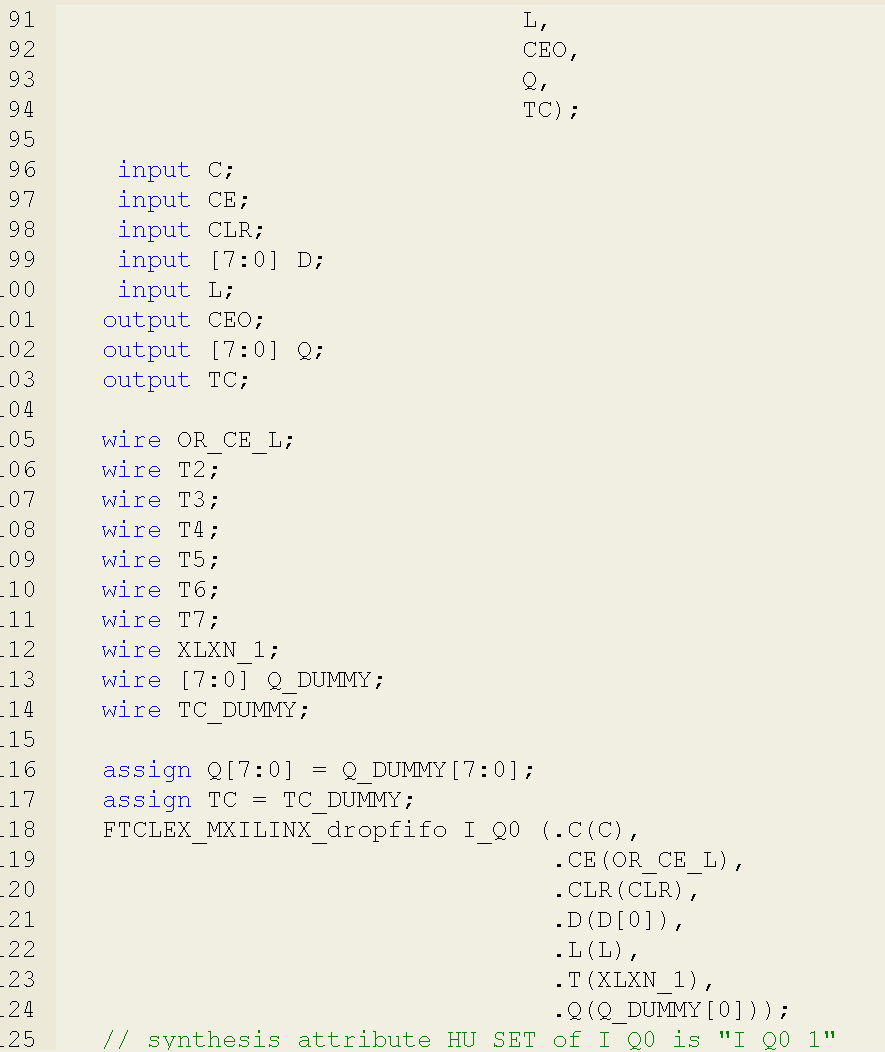 91 L,
92 CEO,
93 Q,
94 TC);
95
96 input C;
97 input CE;
98 input CLR;
99 input [7:0] D;
100 input L;
101 output CEO;
102 output [7:0] Q;
103 output TC;
104
105 wire OR_CE_L;
106 wire T2;
107 wire T3;
108 wire T4;
109 wire T5;
110 wire T6;
111 wire T7;
112 wire XLXN_1;
113 wire [7:0] Q_DUMMY;
114 wire TC_DUMMY;
115
116 assign Q[7:0] = Q_DUMMY[7:0];
117 assign TC = TC_DUMMY;
118 FTCLEX_MXILINX_dropfifo I_Q0 (.C(C),
119 .CE(OR_CE_L),
120 .CLR(CLR),
121 .D(D[0]),
122 .L(L),
123 .T(XLXN_1),
124 .Q(Q_DUMMY[0]));
125 // synthesis attribute HU_SET of I_Q0 is "I_Q0_1"